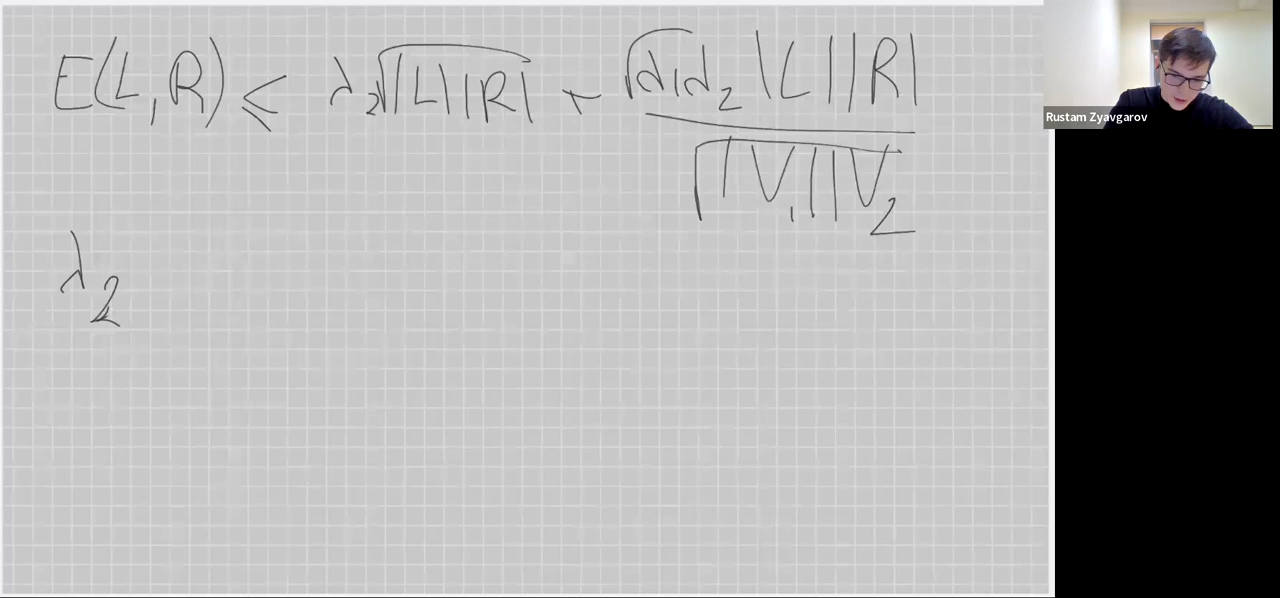 E(L,R) ≤ λ₂√(|L||R|) + √(d₁d₂) |L||R| / √(|V₁||V₂|)
λ₂
Rustam Zyavgarov